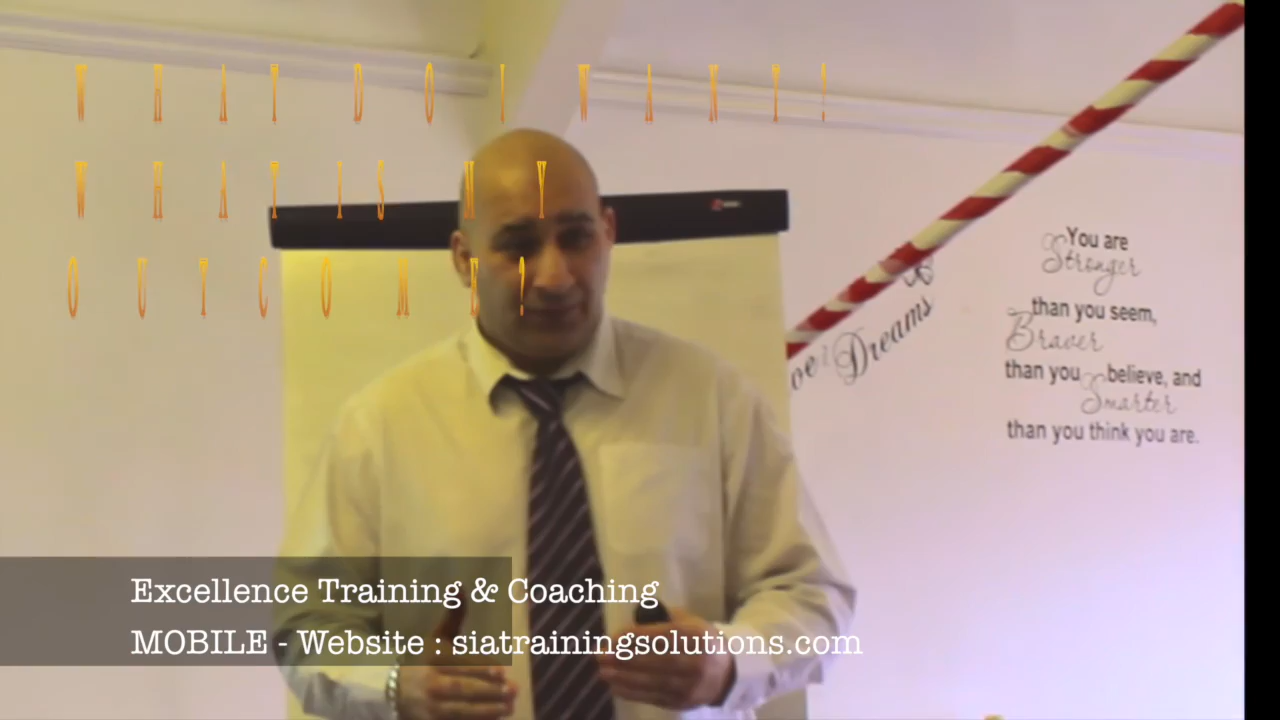 WHAT DO I WANT!
WHAT IS MY
OUTCOME?
You are
Stronger
than you seem,
Braver
than you believe, and
Smarter
than you think you are.
Dreams
Excellence Training & Coaching
MOBILE - Website : siatrainingsolutions.com